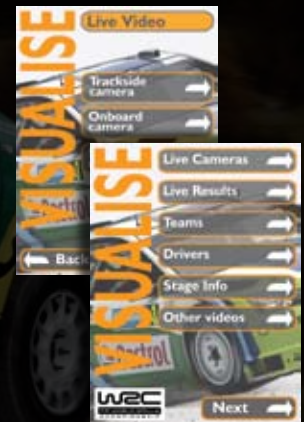 VISUALISE
Live Video
Trackside
camera
Onboard
camera
Back
VISUALISE
Live Cameras
Live Results
Teams
Drivers
Stage Info
Other videos
Castrol
WRC
Next